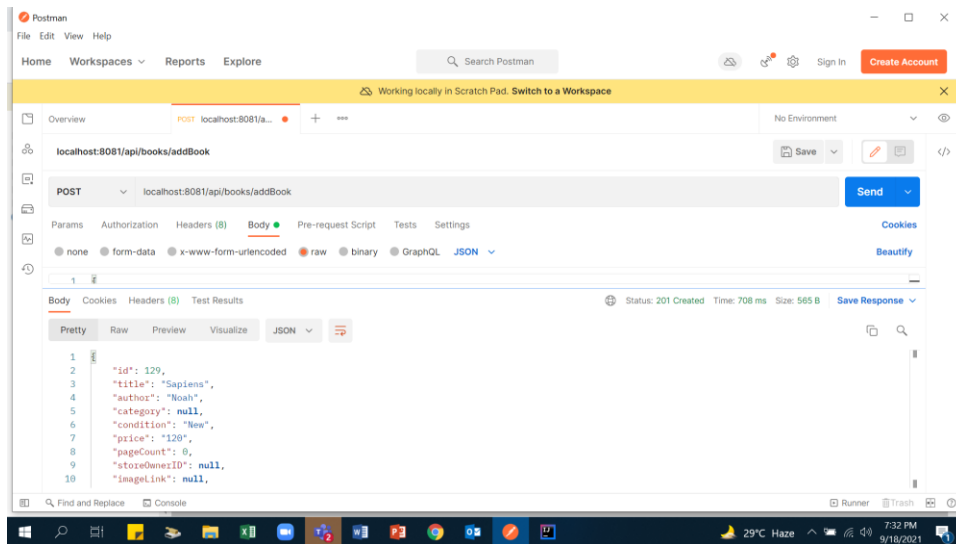 Postman
File Edit View Help
Home Workspaces Reports Explore Search Postman Sign In Create Account
Working locally in Scratch Pad. Switch to a Workspace
Overview POST localhost:8081/a... + ooo No Environment
localhost:8081/api/books/addBook Save </>
POST localhost:8081/api/books/addBook Send
Params Authorization Headers (8) Body Pre-request Script Tests Settings Cookies
none form-data x-www-form-urlencoded raw binary GraphQL JSON Beautify
1 {
Body Cookies Headers (8) Test Results Status: 201 Created Time: 708 ms Size: 565 B Save Response
Pretty Raw Preview Visualize JSON
1 {
2 "id": 129,
3 "title": "Sapiens",
4 "author": "Noah",
5 "category": null,
6 "condition": "New",
7 "price": "120",
8 "pageCount": 0,
9 "storeOwnerID": null,
10 "imageLink": null,
Find and Replace Console Runner Trash
29°C Haze 7:32 PM
9/18/2021